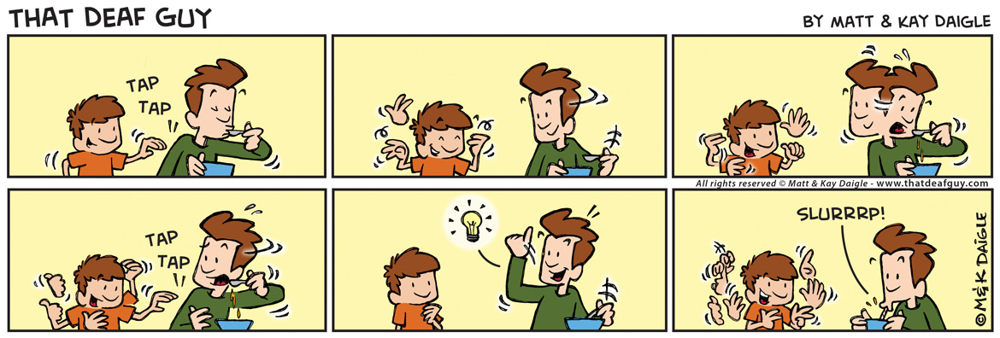 THAT DEAF GUY
BY MATT & KAY DAIGLE
TAP
TAP
All rights reserved © Matt & Kay Daigle - www.thatdeafguy.com
TAP
TAP
SLURRRP!
© M&K DAIGLE